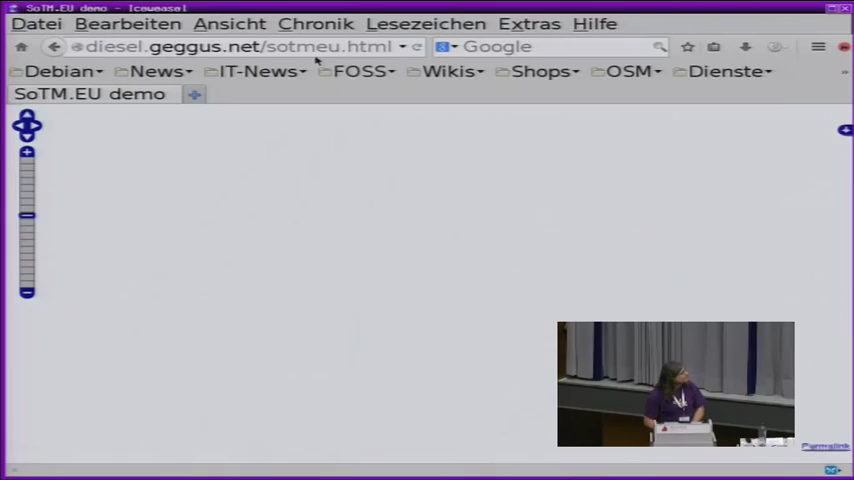 SoTM.EU demo - Iceweasel
Datei Bearbeiten Ansicht Chronik Lesezeichen Extras Hilfe
diesel.geggus.net/sotmeu.html Google
Debian News IT-News FOSS Wikis Shops OSM Dienste »
SoTM.EU demo
Permalink